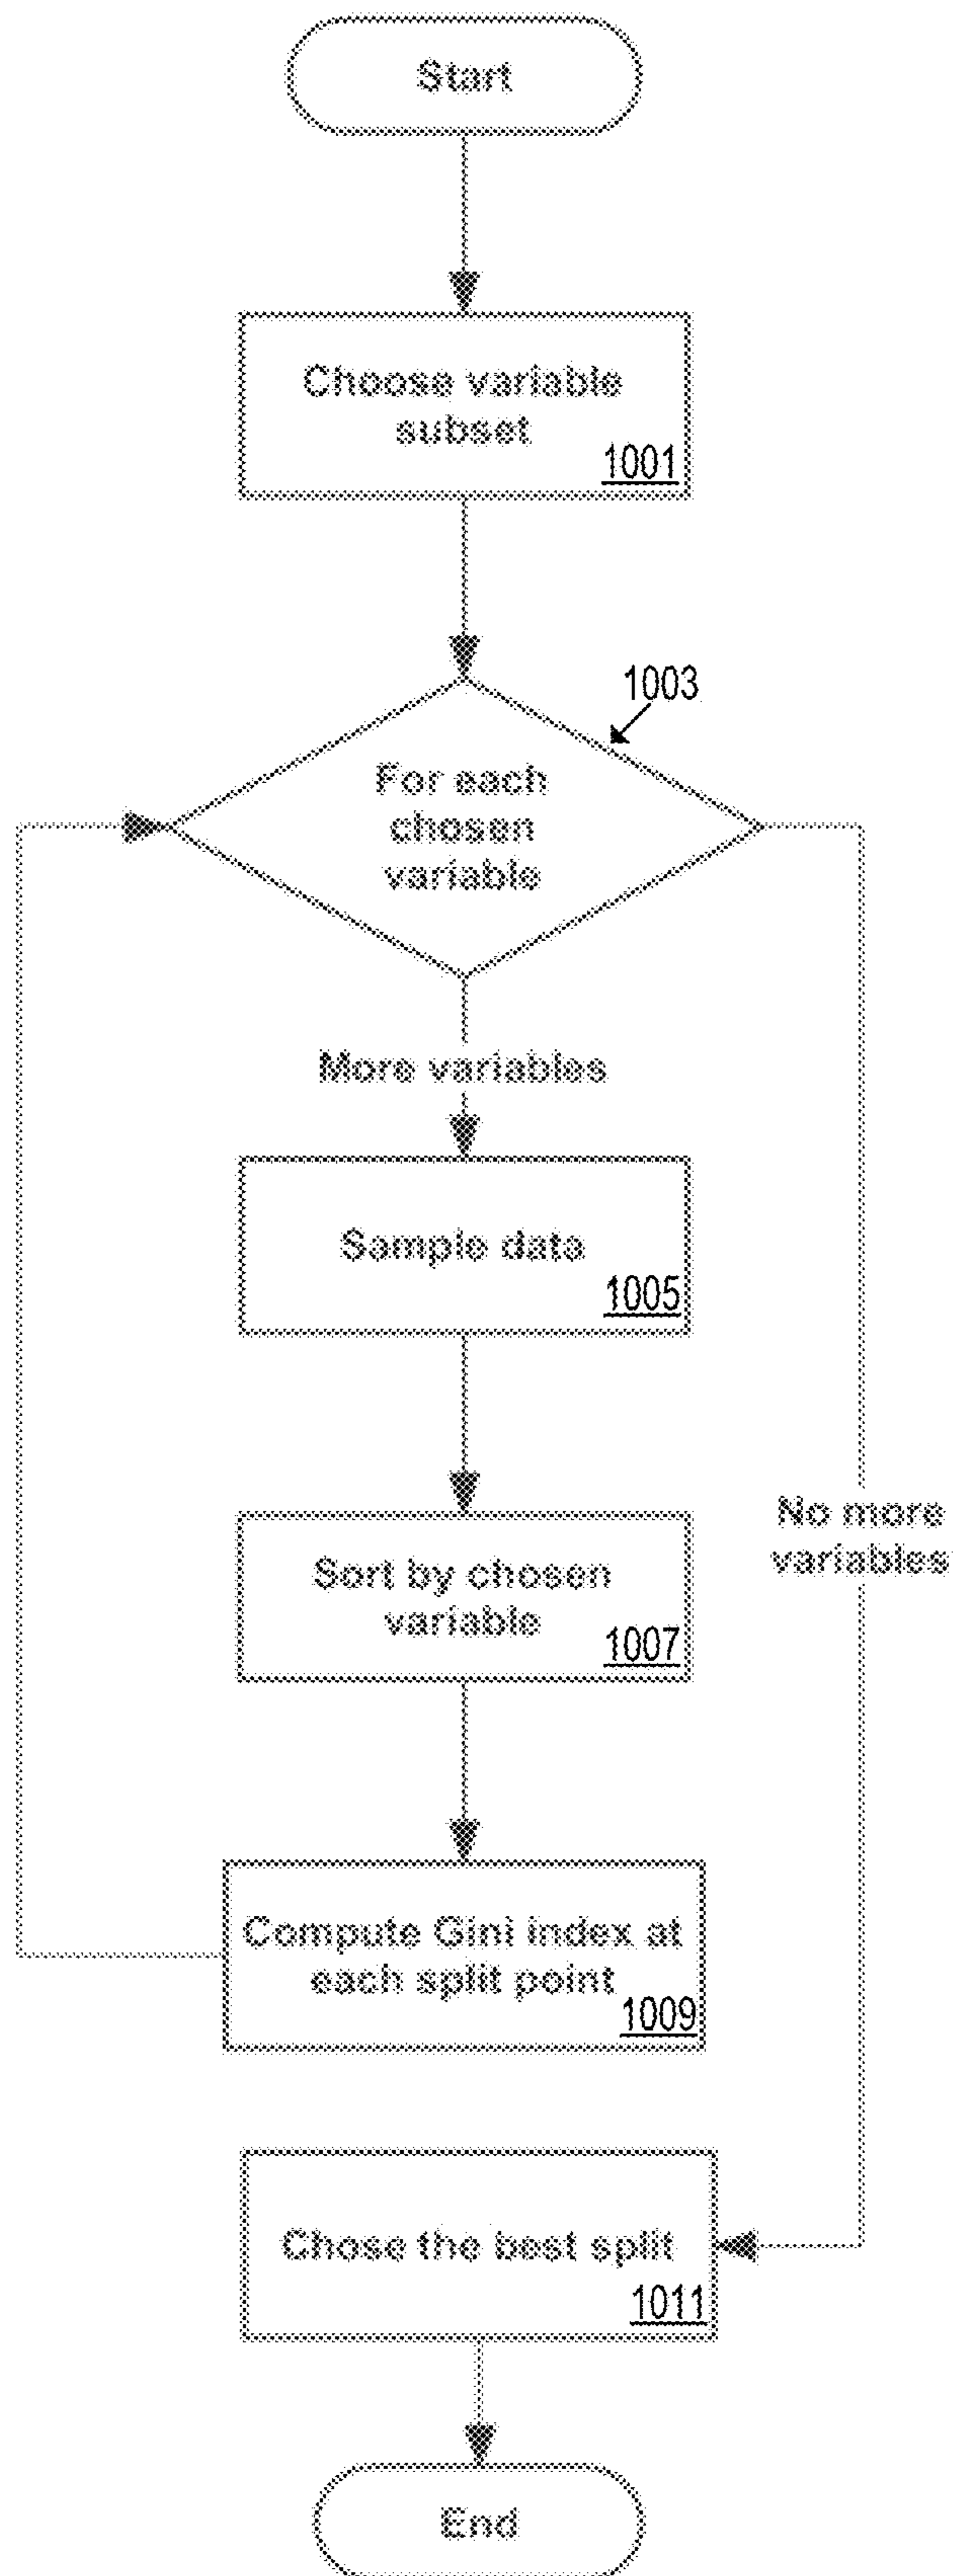 Start
Choose variable
subset
1001
1003
For each
chosen
variable
More variables
Sample data
1005
No more
variables
Sort by chosen
variable
1007
Compute Gini index at
each split point
1009
Chose the best split
1011
End